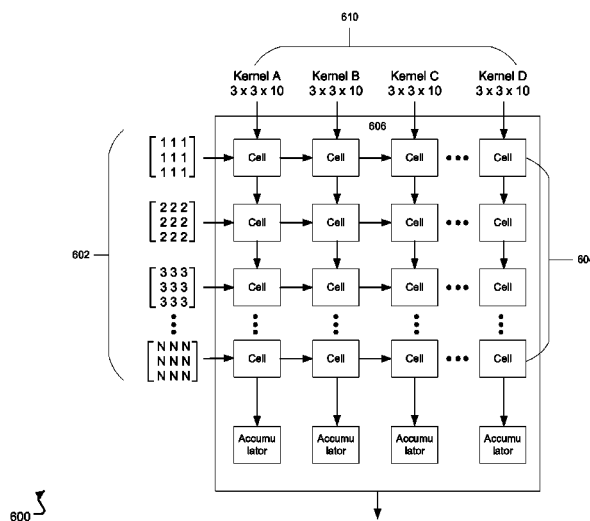 610
Kernel A Kernel B Kernel C Kernel D
3 x 3 x 10 3 x 3 x 10 3 x 3 x 10 3 x 3 x 10
606
1 1 1
1 1 1
1 1 1
Cell Cell Cell Cell
2 2 2
2 2 2
2 2 2
Cell Cell Cell Cell
602
604
3 3 3
3 3 3
3 3 3
Cell Cell Cell Cell
N N N
N N N
N N N
Cell Cell Cell Cell
Accumu Accumu Accumu Accumu
lator lator lator lator
600